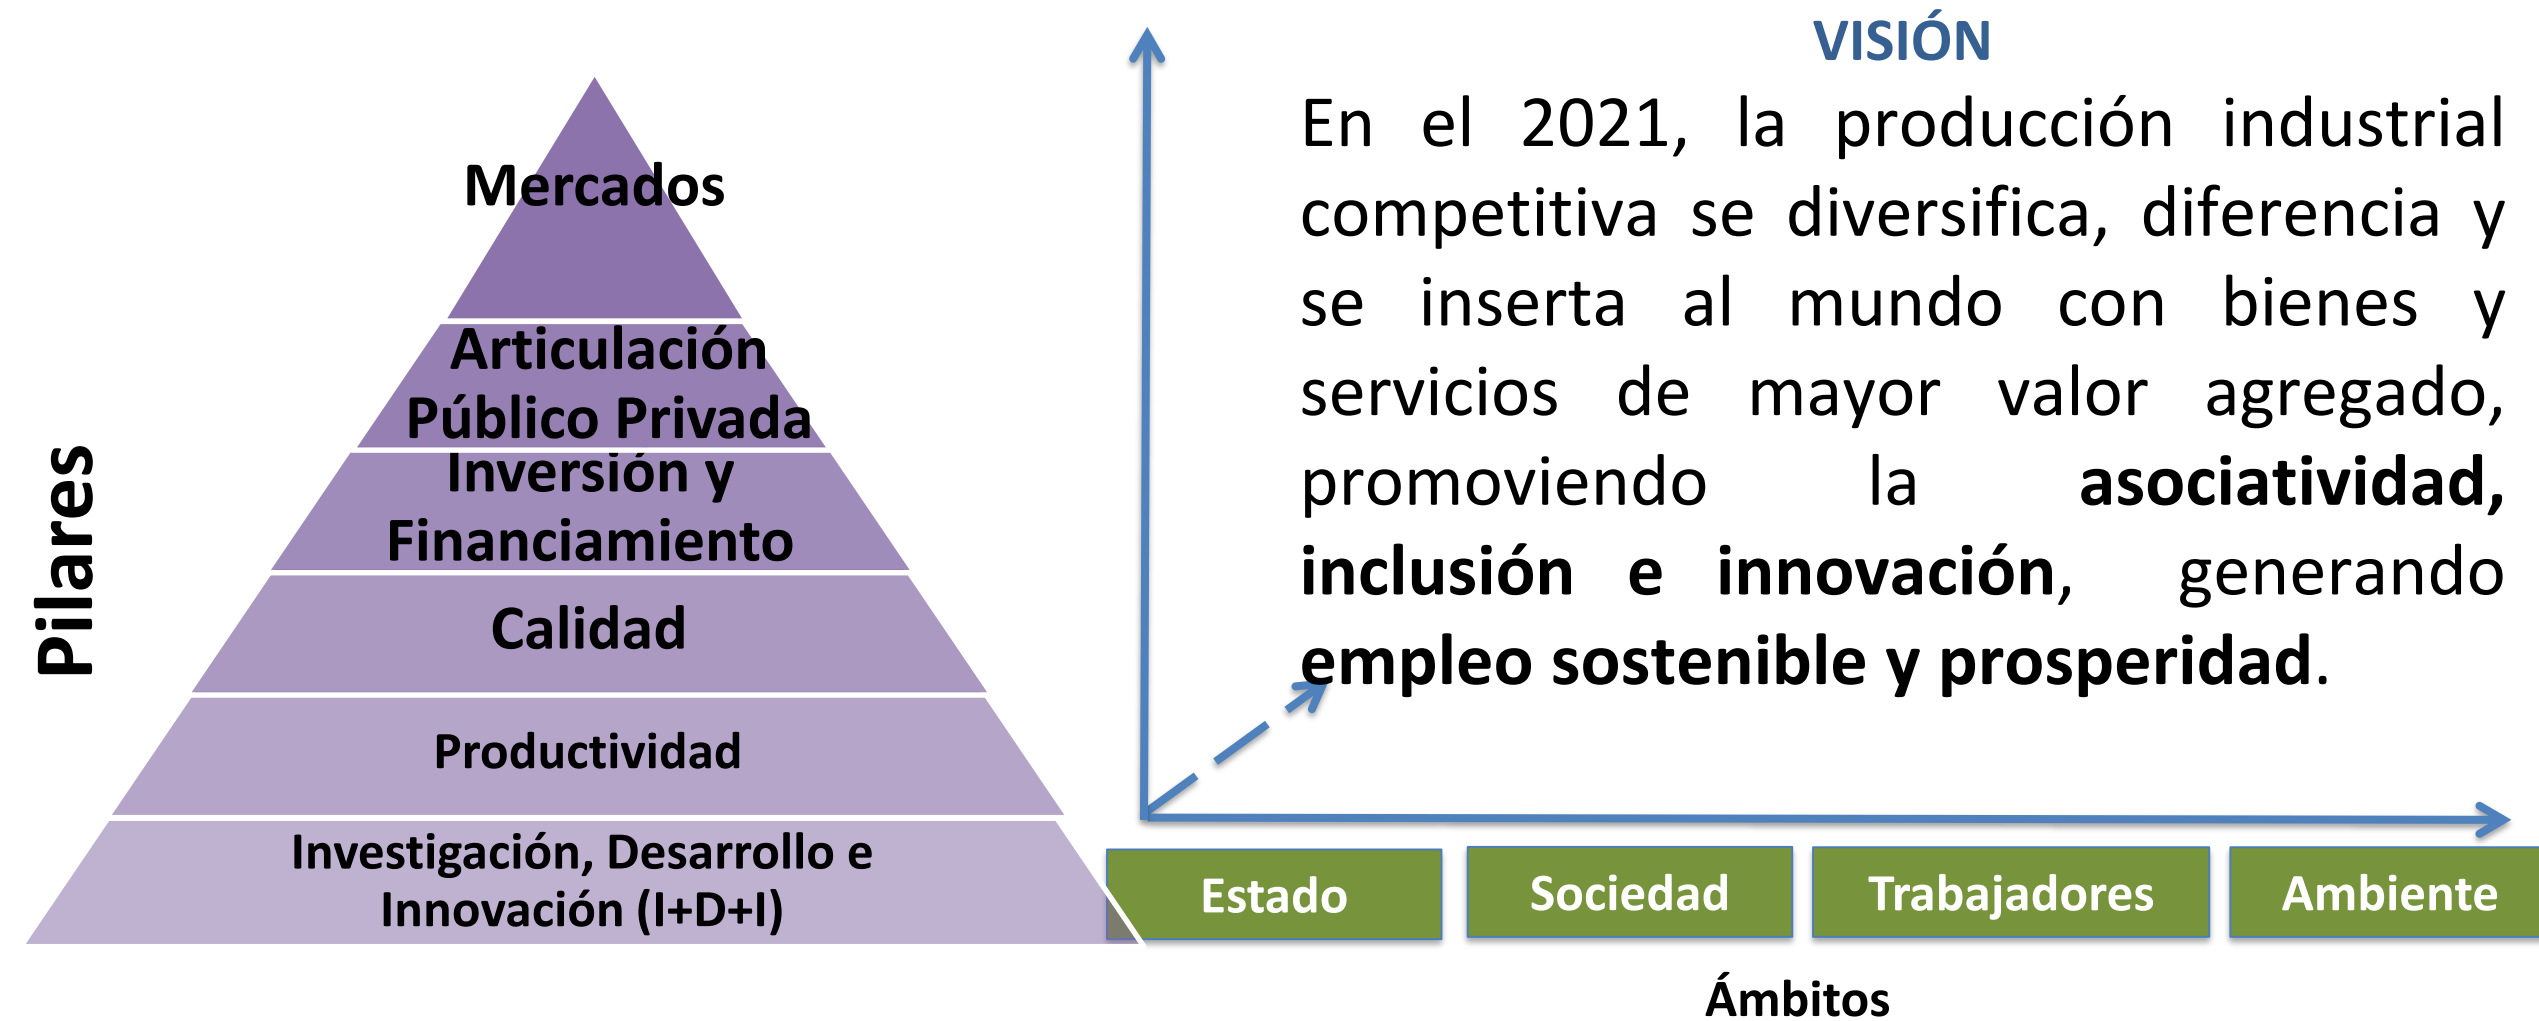 Pilares
Mercados
Articulación
Público Privada
Inversión y
Financiamiento
Calidad
Productividad
Investigación, Desarrollo e
Innovación (I+D+I)
VISIÓN
En el 2021, la producción industrial
competitiva se diversifica, diferencia y
se inserta al mundo con bienes y
servicios de mayor valor agregado,
promoviendo la asociatividad,
inclusión e innovación, generando
empleo sostenible y prosperidad.
Estado
Sociedad
Trabajadores
Ambiente
Ámbitos